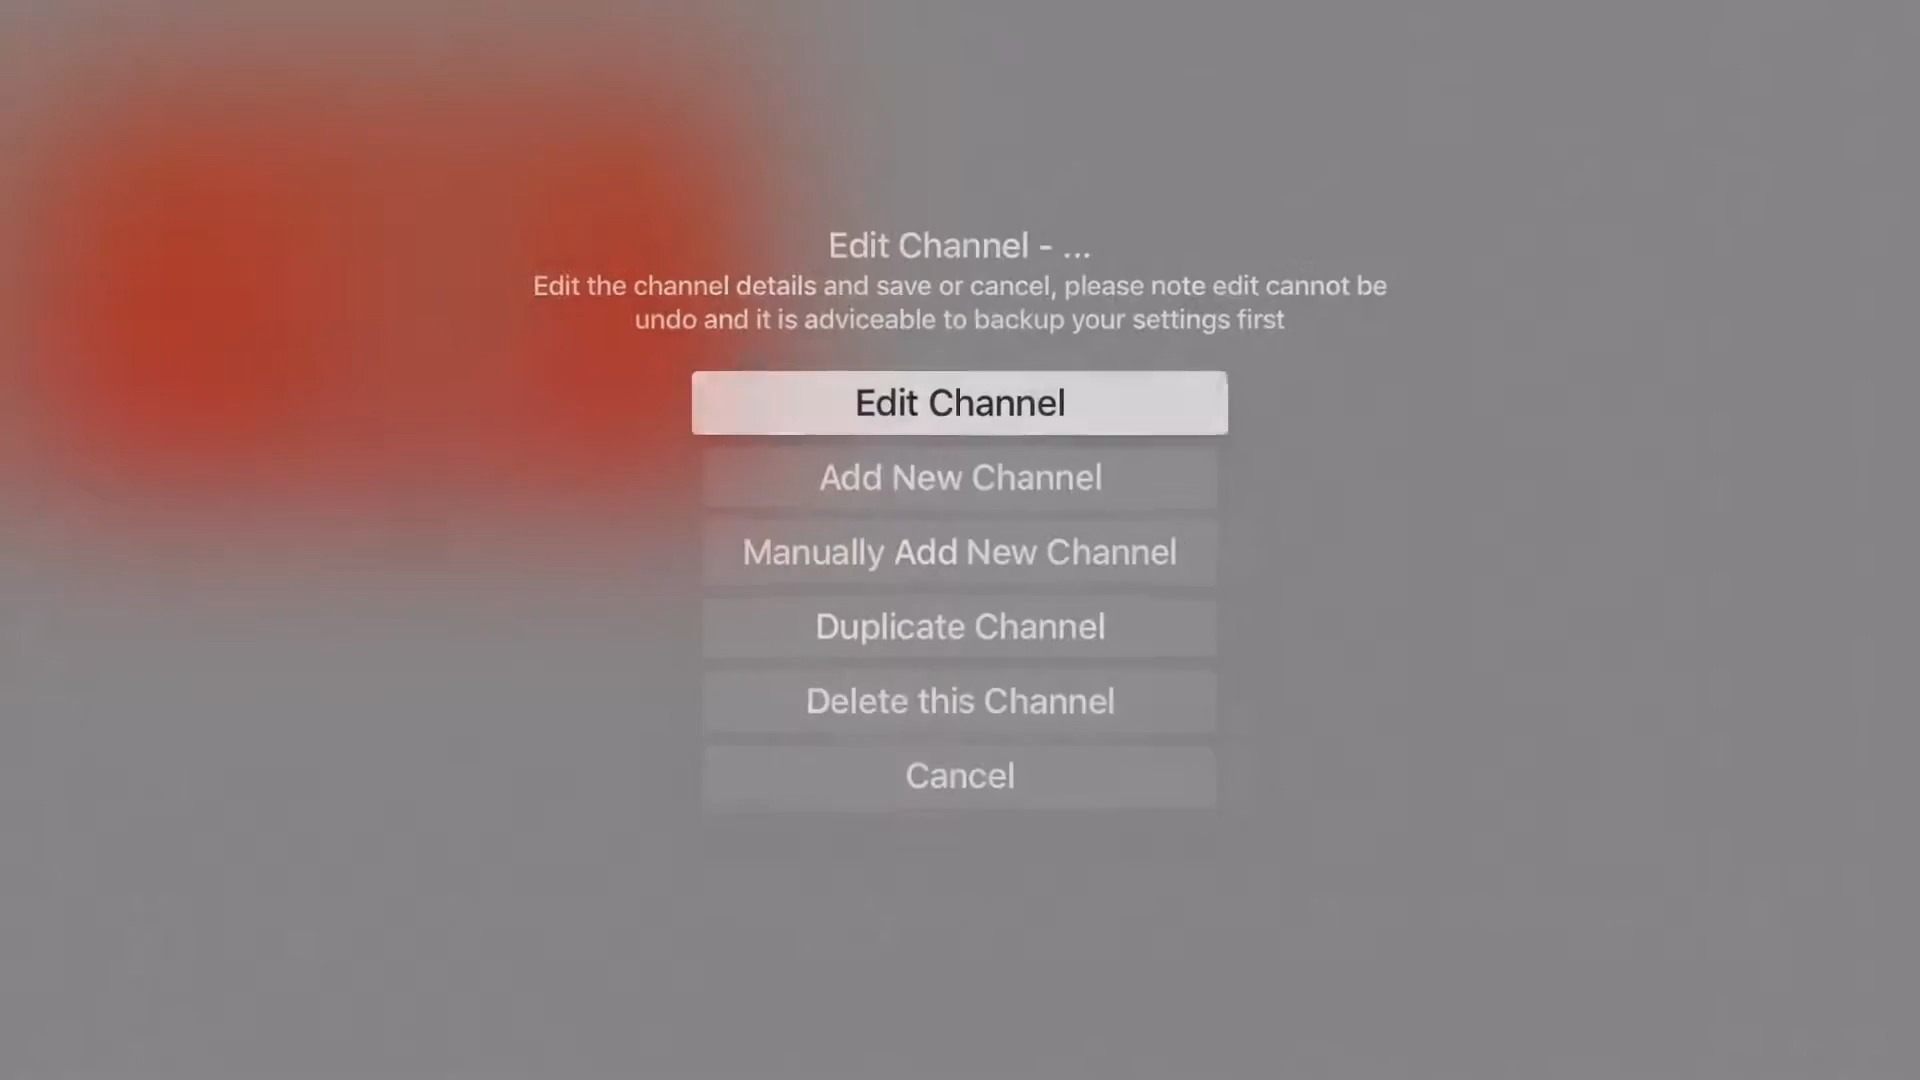 Edit Channel - ...
Edit the channel details and save or cancel, please note edit cannot be
undo and it is adviceable to backup your settings first
Edit Channel
Add New Channel
Manually Add New Channel
Duplicate Channel
Delete this Channel
Cancel